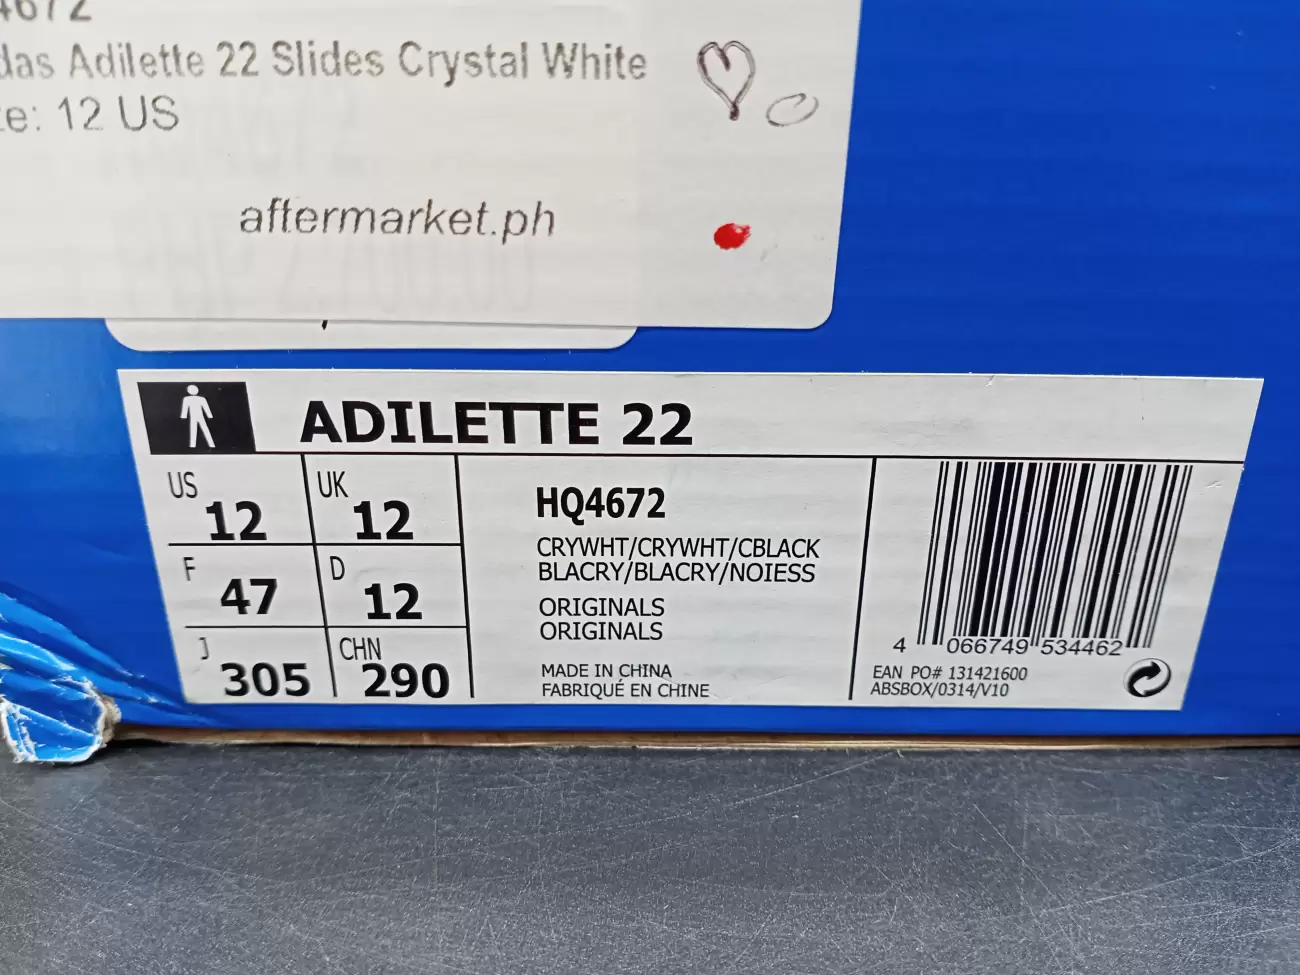 4672
das Adilette 22 Slides Crystal White
ze: 12 US
aftermarket.ph
ADILETTE 22
US 12 UK 12
F 47 D 12
J 305 CHN 290
HQ4672
CRYWHT/CRYWHT/CBLACK
BLACRY/BLACRY/NOIESS
ORIGINALS
ORIGINALS
MADE IN CHINA
FABRIQUÉ EN CHINE
4 066749 534462
EAN PO# 131421600
ABSBOX/0314/V10